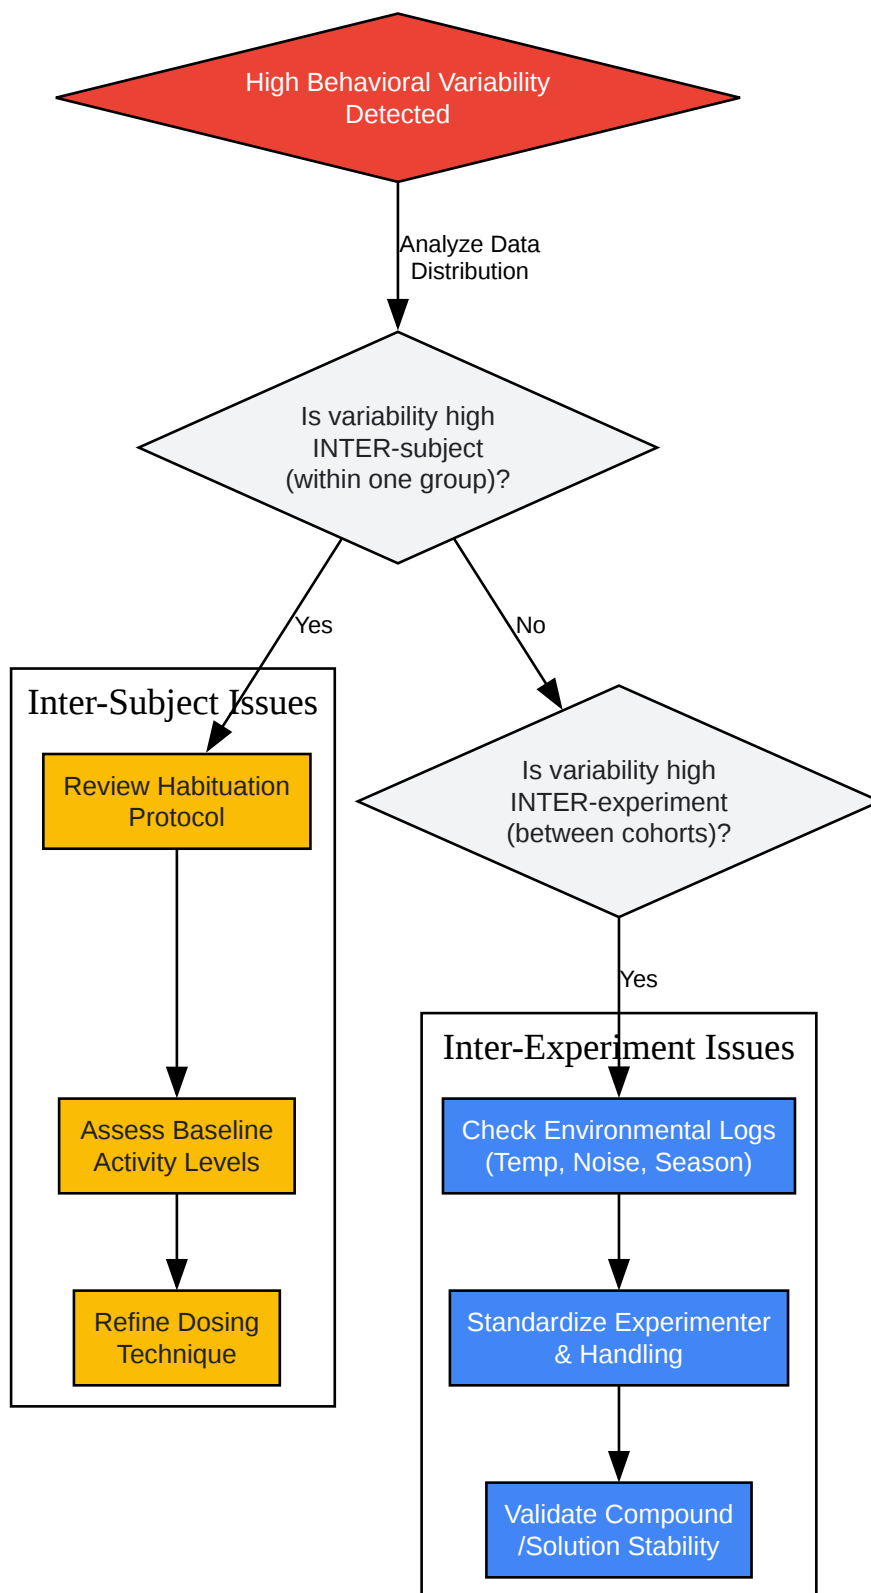 High Behavioral Variability
Detected
Analyze Data
Distribution
Is variability high
INTER-subject
(within one group)?
Yes
No
Inter-Subject Issues
Review Habituation
Protocol
Is variability high
INTER-experiment
(between cohorts)?
Yes
Inter-Experiment Issues
Assess Baseline
Activity Levels
Check Environmental Logs
(Temp, Noise, Season)
Refine Dosing
Technique
Standardize Experimenter
& Handling
Validate Compound
/Solution Stability